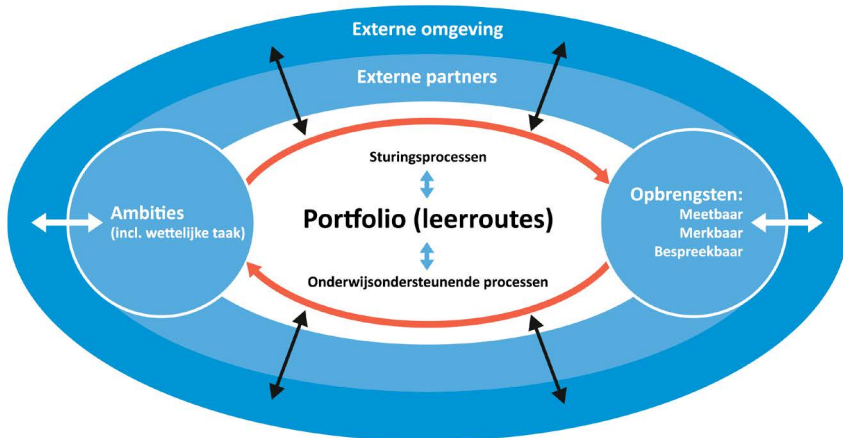 Externe omgeving
Externe partners
Sturingsprocessen
Ambities
(incl. wettelijke taak)
Portfolio (leerroutes)
Opbrengsten:
Meetbaar
Merkbaar
Bespreekbaar
Onderwijsondersteunende processen